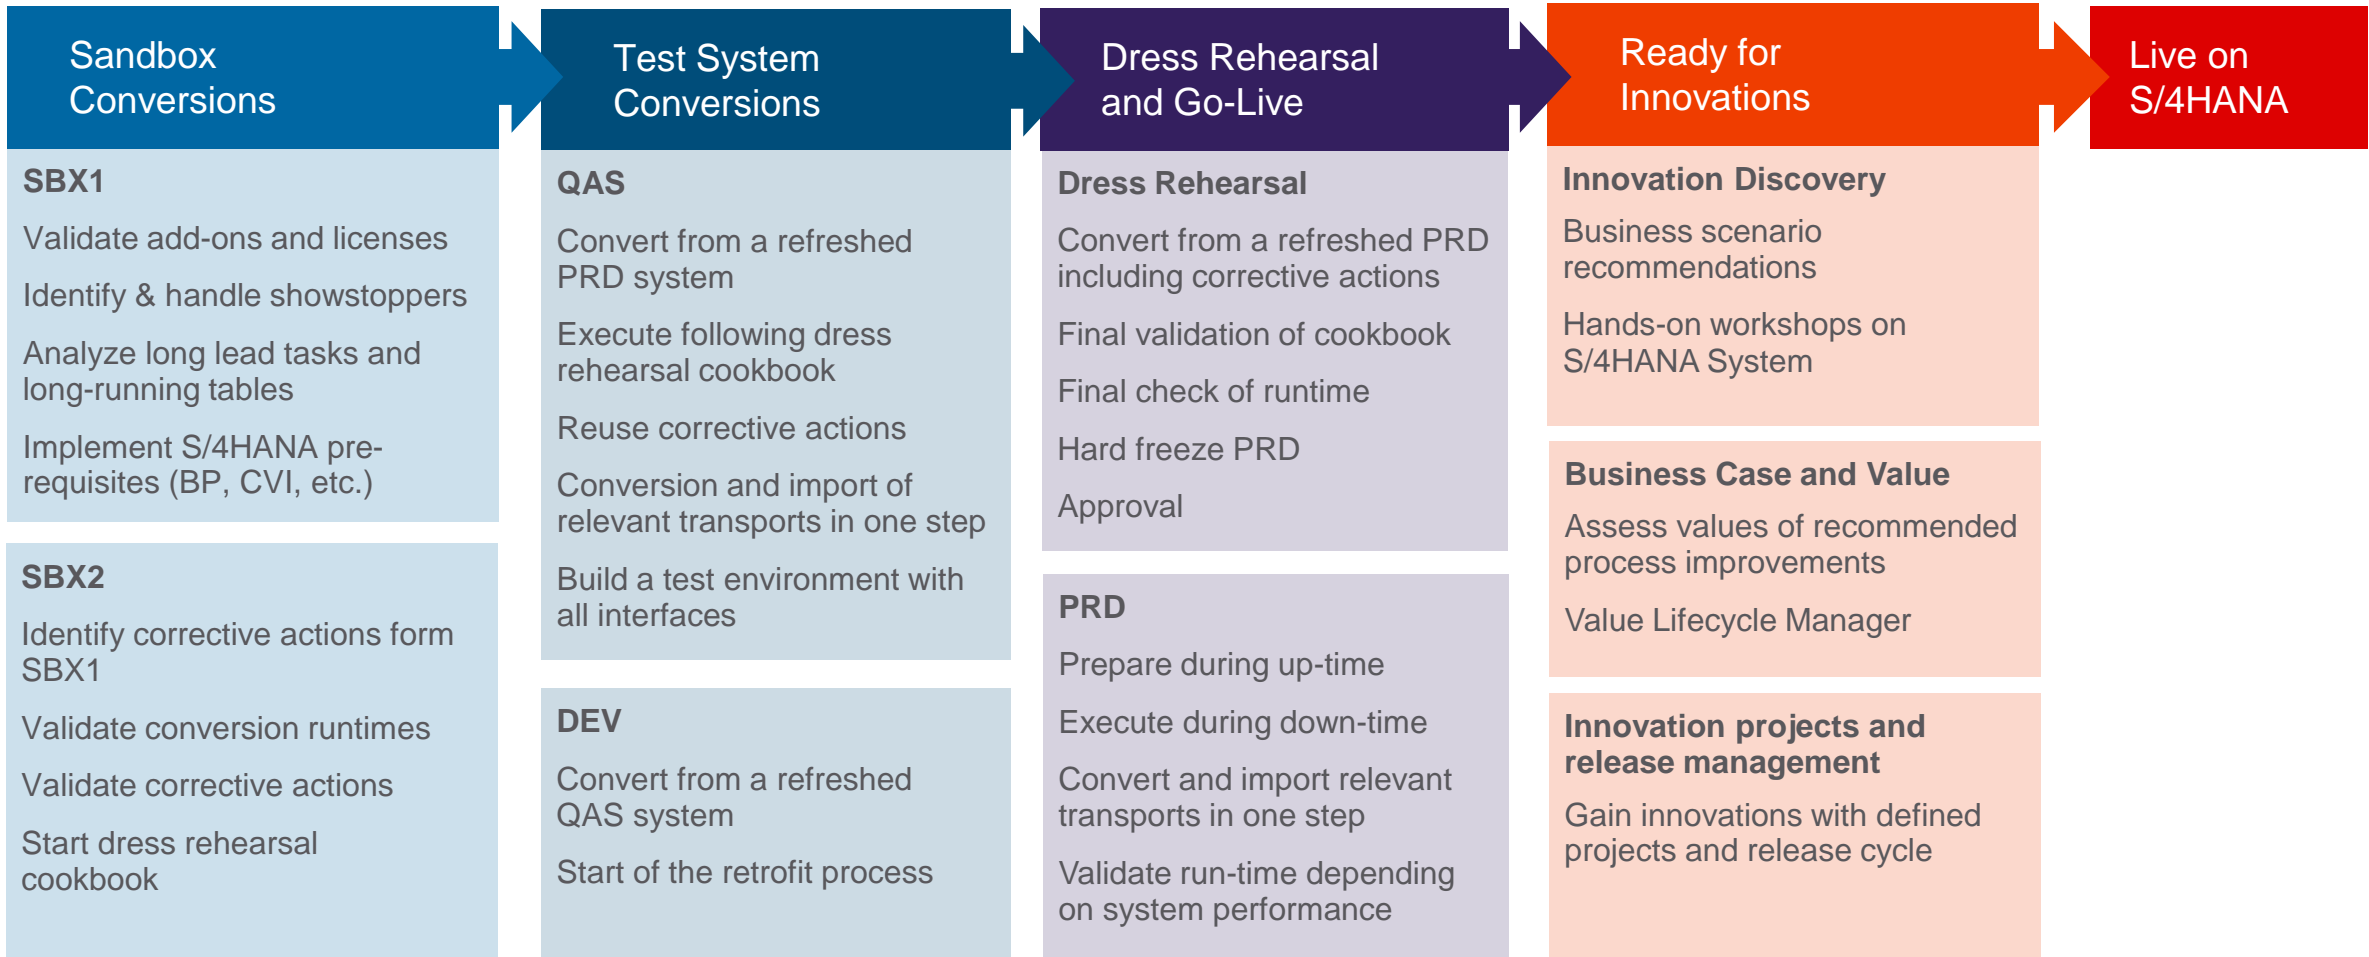 Sandbox
Conversions
SBX1
Validate add-ons and licenses
Identify & handle showstoppers
Analyze long lead tasks and
long-running tables
Implement S/4HANA pre-
requisites (BP, CVI, etc.)
SBX2
Identify corrective actions form
SBX1
Validate conversion runtimes
Validate corrective actions
Start dress rehearsal
cookbook
Test System
Conversions
QAS
Convert from a refreshed
PRD system
Execute following dress
rehearsal cookbook
Reuse corrective actions
Conversion and import of
relevant transports in one step
Build a test environment with
all interfaces
DEV
Convert from a refreshed
QAS system
Start of the retrofit process
Dress Rehearsal
and Go-Live
Dress Rehearsal
Convert from a refreshed PRD
including corrective actions
Final validation of cookbook
Final check of runtime
Hard freeze PRD
Approval
PRD
Prepare during up-time
Execute during down-time
Convert and import relevant
transports in one step
Validate run-time depending
on system performance
Ready for
Innovations
Innovation Discovery
Business scenario
recommendations
Hands-on workshops on
S/4HANA System
Business Case and Value
Assess values of recommended
process improvements
Value Lifecycle Manager
Innovation projects and
release management
Gain innovations with defined
projects and release cycle
Live on
S/4HANA